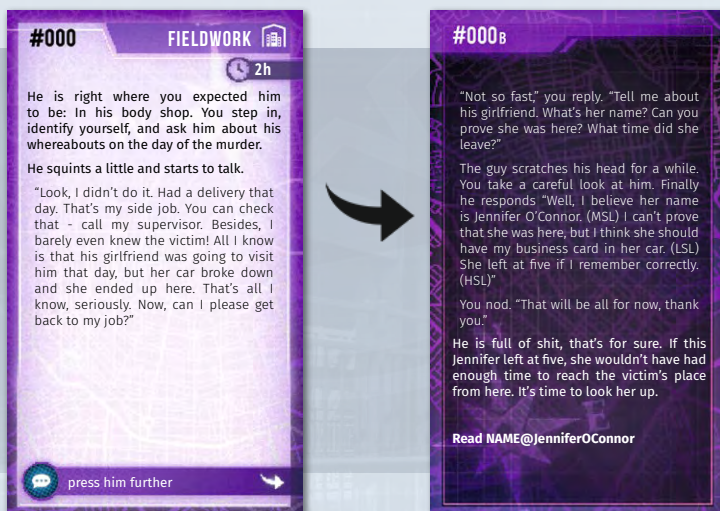 #000
FIELDWORK
2h
He is right where you expected him
to be: In his body shop. You step in,
identify yourself, and ask him about his
whereabouts on the day of the murder.
He squints a little and starts to talk.
“Look, I didn’t do it. Had a delivery that
day. That’s my side job. You can check
that - call my supervisor. Besides, I
barely even knew the victim! All I know
is that his girlfriend was going to visit
him that day, but her car broke down
and she ended up here. That’s all I
know, seriously. Now, can I please get
back to my job?”
press him further
#000B
“Not so fast,” you reply. “Tell me about
his girlfriend. What’s her name? Can you
prove she was here? What time did she
leave?”
The guy scratches his head for a while.
You take a careful look at him. Finally
he responds “Well, I believe her name
is Jennifer O’Connor. (MSL) I can’t prove
that she was here, but I think she should
have my business card in her car. (LSL)
She left at five if I remember correctly.
(HSL)”
You nod. “That will be all for now, thank
you.”
He is full of shit, that’s for sure. If this
Jennifer left at five, she wouldn’t have had
enough time to reach the victim’s place
from here. It’s time to look her up.
Read NAME@JenniferOConnor